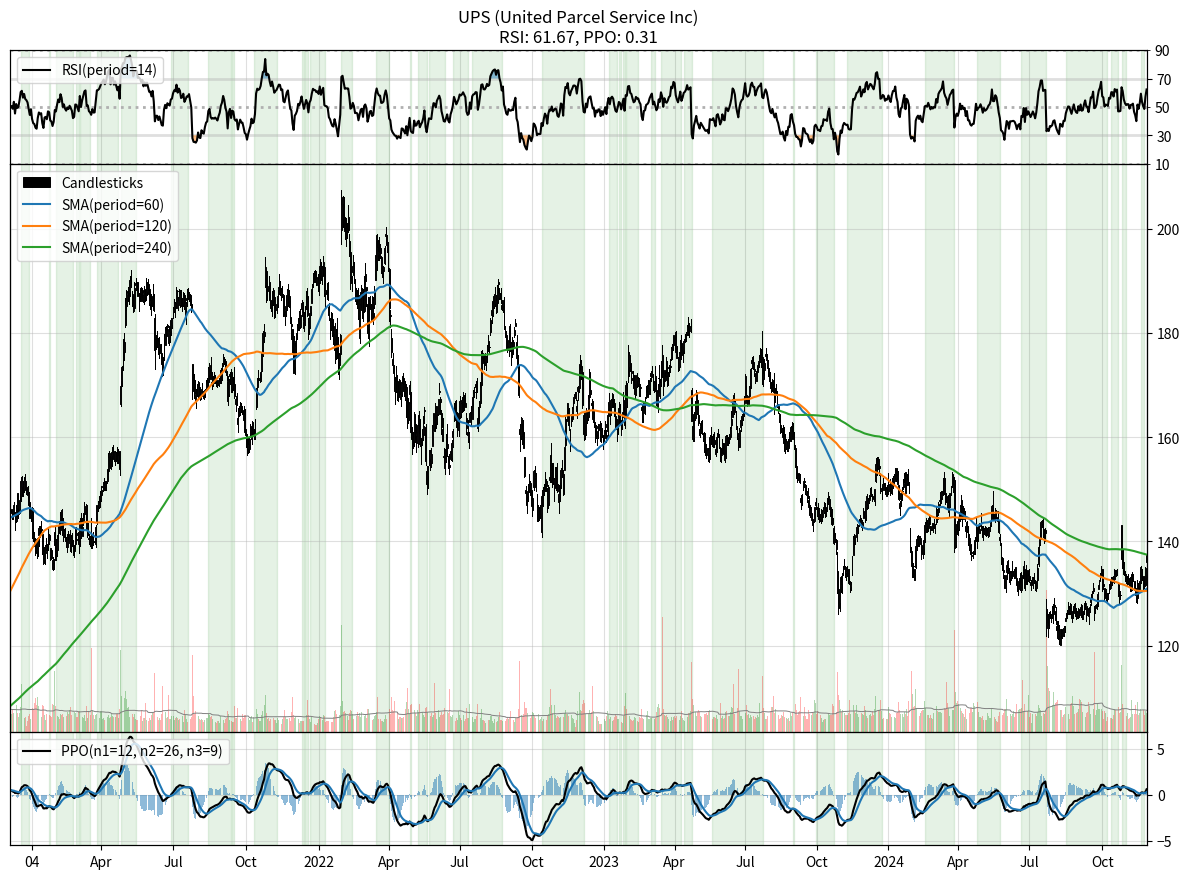 UPS (United Parcel Service Inc)
RSI: 61.67, PPO: 0.31
RSI(period=14)
90
70
50
30
10
Candlesticks
SMA(period=60)
SMA(period=120)
SMA(period=240)
200
180
160
140
120
PPO(n1=12, n2=26, n3=9)
5
0
−5
04 Apr Jul Oct 2022 Apr Jul Oct 2023 Apr Jul Oct 2024 Apr Jul Oct